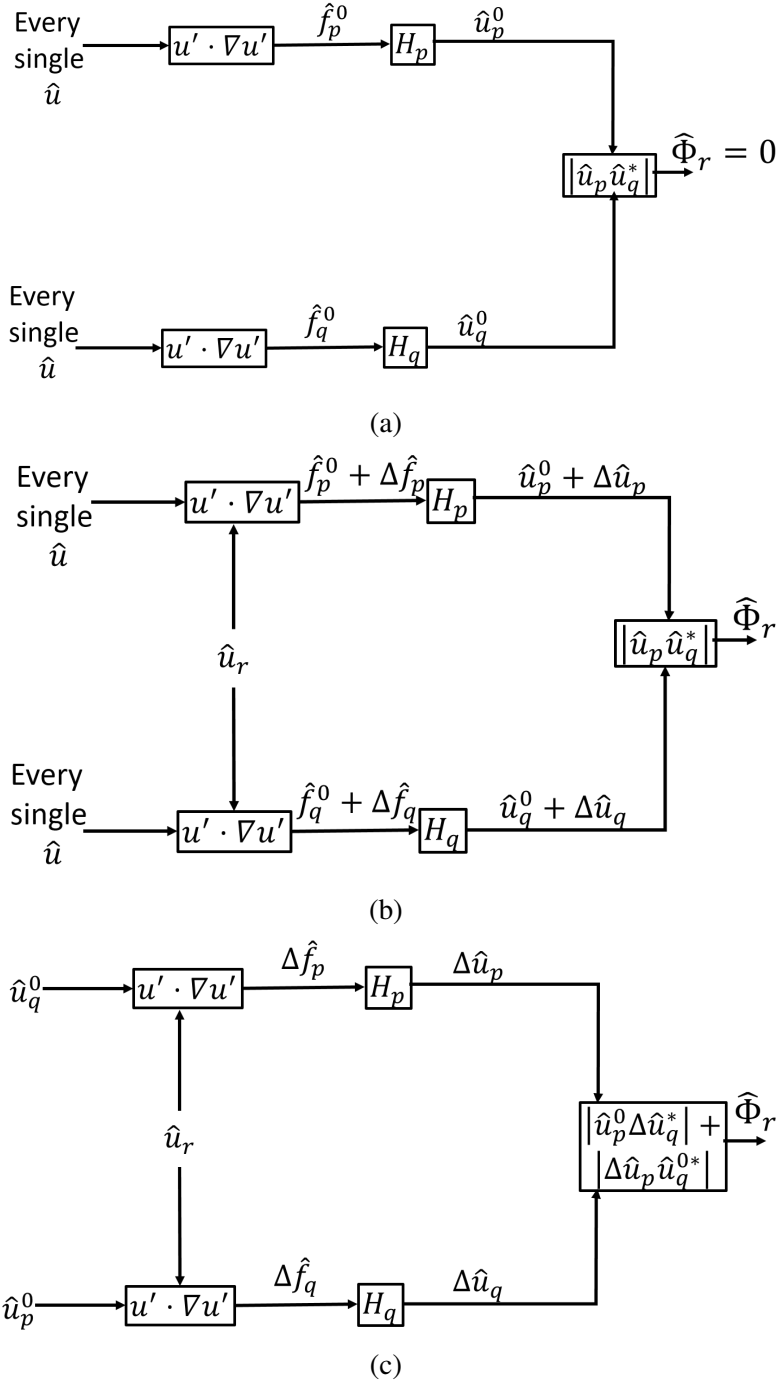 Every
single
û
u′ · ∇u′
f̂_p^0
H_p
û_p^0
|û_p û_q^*|
Φ̂_r = 0
Every
single
û
u′ · ∇u′
f̂_q^0
H_q
û_q^0
(a)
Every
single
û
u′ · ∇u′
f̂_p^0 + Δf̂_p
H_p
û_p^0 + Δû_p
û_r
|û_p û_q^*|
Φ̂_r
Every
single
û
u′ · ∇u′
f̂_q^0 + Δf̂_q
H_q
û_q^0 + Δû_q
(b)
û_q^0
u′ · ∇u′
Δf̂_p
H_p
Δû_p
û_r
|û_p^0 Δû_q^*| +
|Δû_p û_q^{0*}|
Φ̂_r
û_p^0
u′ · ∇u′
Δf̂_q
H_q
Δû_q
(c)